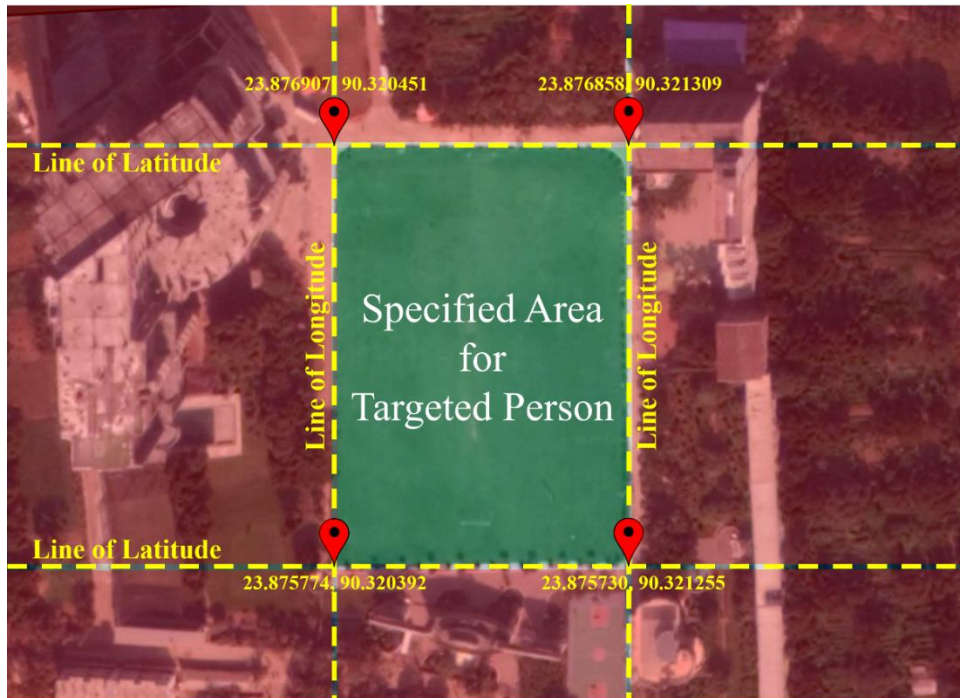 23.876907, 90.320451
23.876858, 90.321309
Line of Latitude
Line of Longitude
Specified Area
for
Targeted Person
Line of Longitude
Line of Latitude
23.875774, 90.320392
23.875730, 90.321255